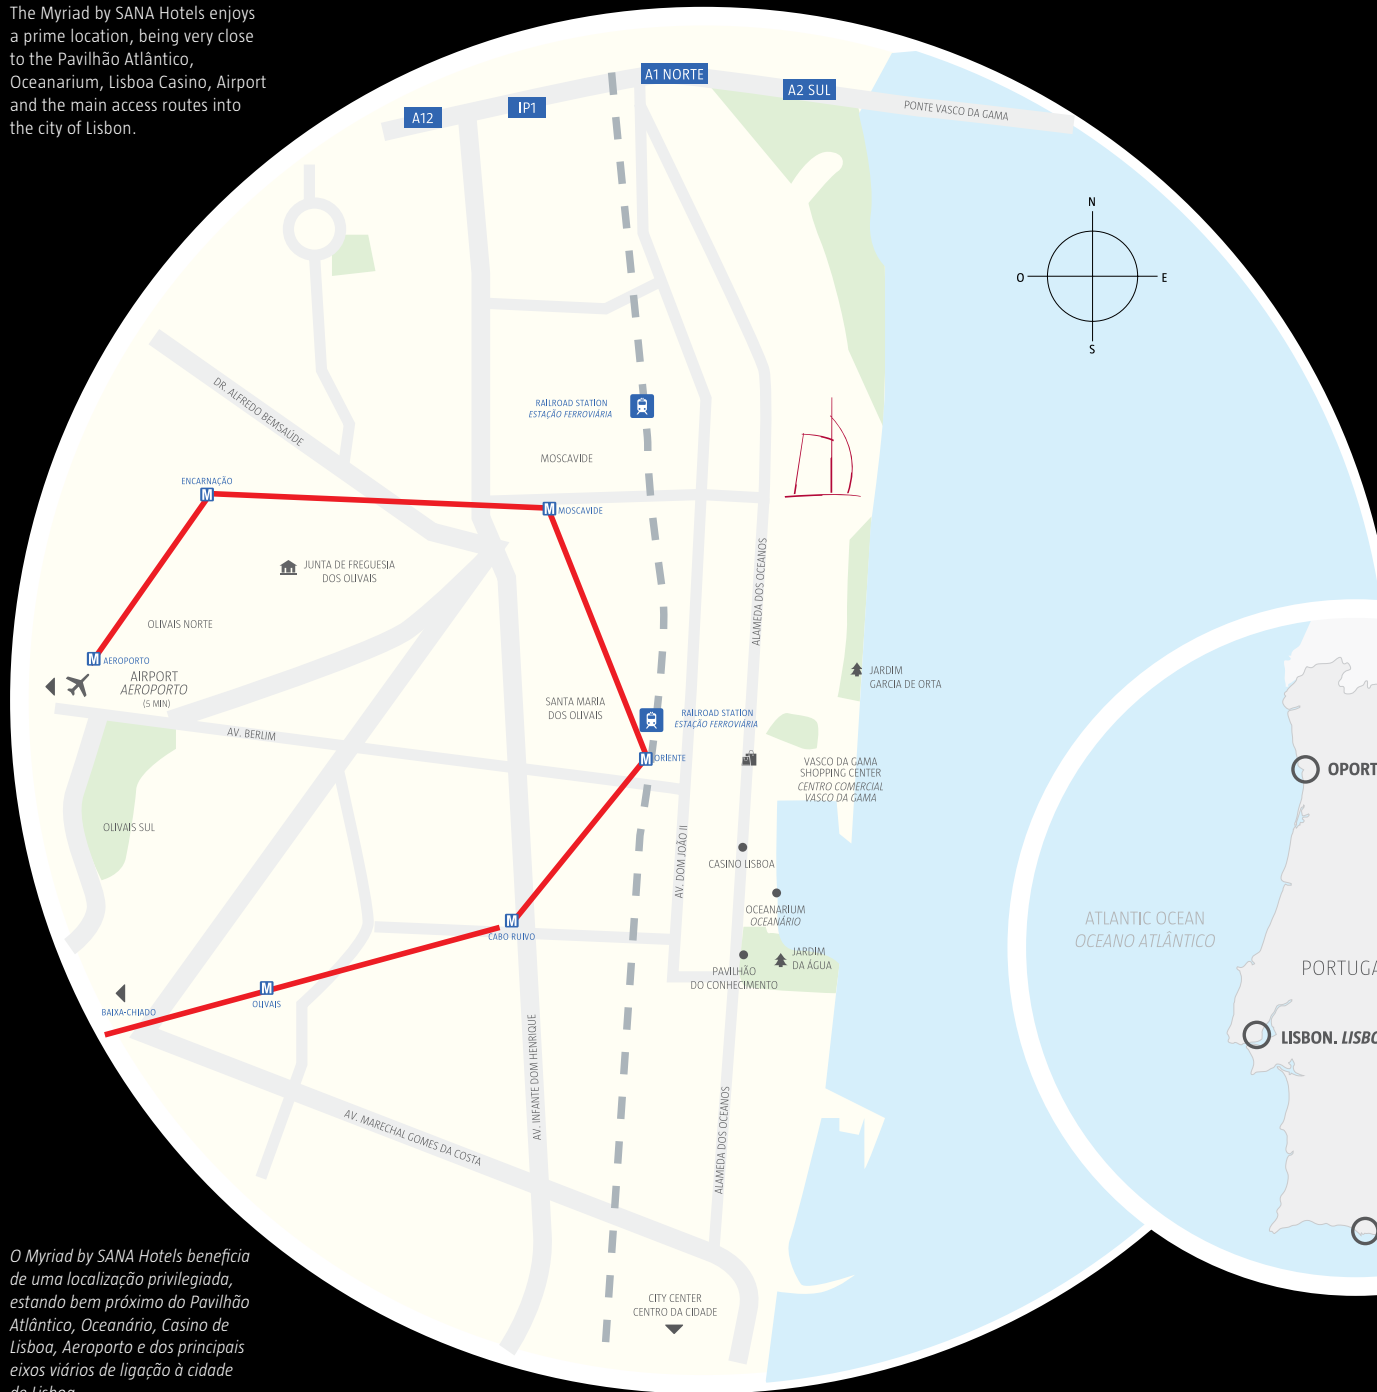 The Myriad by SANA Hotels enjoys
a prime location, being very close
to the Pavilhão Atlântico,
Oceanarium, Lisboa Casino, Airport
and the main access routes into
the city of Lisbon.
A1 NORTE
A2 SUL
IP1
A12
PONTE VASCO DA GAMA
N
O
E
S
DR. ALFREDO BEMSAÚDE
RAILROAD STATION
ESTAÇÃO FERROVIÁRIA
MOSCAVIDE
ENCARNAÇÃO
M
M
MOSCAVIDE
JUNTA DE FREGUESIA
DOS OLIVAIS
ALAMEDA DOS OCEANOS
OLIVAIS NORTE
M
AEROPORTO
AIRPORT
AEROPORTO
(5 MIN)
JARDIM
GARCIA DE ORTA
SANTA MARIA
DOS OLIVAIS
RAILROAD STATION
ESTAÇÃO FERROVIÁRIA
AV. BERLIM
M
ORIENTE
VASCO DA GAMA
SHOPPING CENTER
CENTRO COMERCIAL
VASCO DA GAMA
OPORT
OLIVAIS SUL
AV. DOM JOÃO II
CASINO LISBOA
OCEANARIUM
OCEANÁRIO
M
CABO RUIVO
ATLANTIC OCEAN
OCEANO ATLÂNTICO
JARDIM
DA ÁGUA
PAVILHÃO
DO CONHECIMENTO
PORTUGA
M
OLIVAIS
BAIXA-CHIADO
LISBON. LISBO
AV. INFANTE DOM HENRIQUE
AV. MARECHAL GOMES DA COSTA
ALAMEDA DOS OCEANOS
CITY CENTER
CENTRO DA CIDADE
O Myriad by SANA Hotels beneficia
de uma localização privilegiada,
estando bem próximo do Pavilhão
Atlântico, Oceanário, Casino de
Lisboa, Aeroporto e dos principais
eixos viários de ligação à cidade
de Lisboa